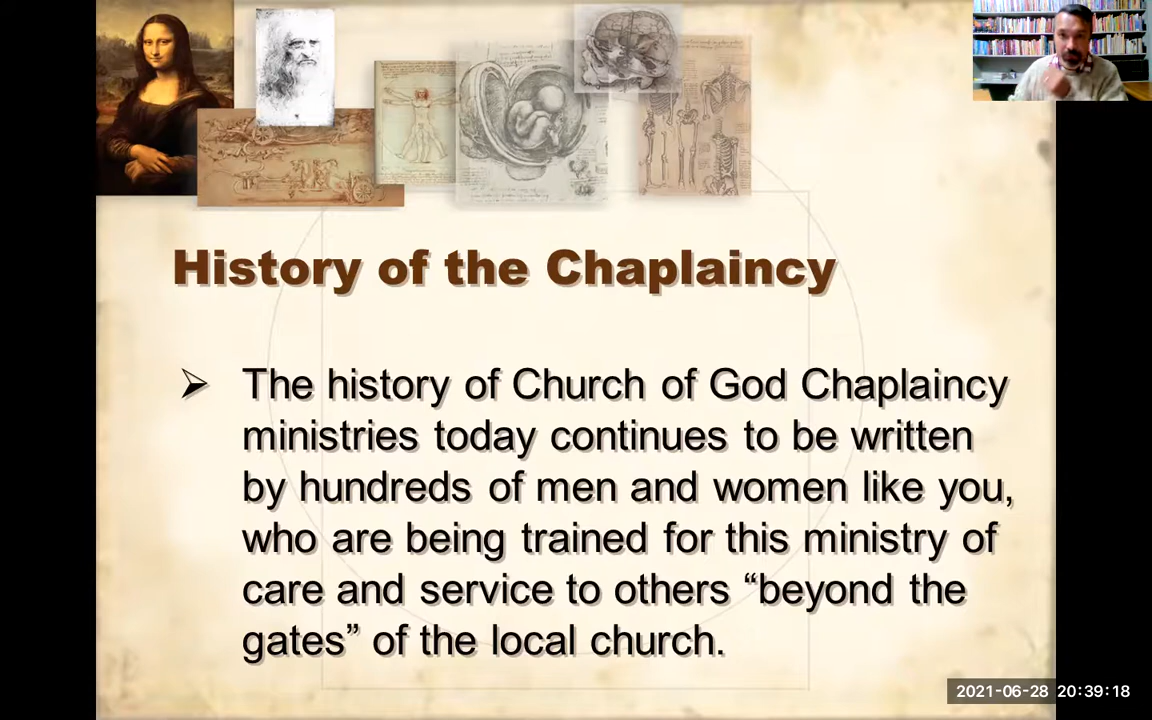 History of the Chaplaincy
➢ The history of Church of God Chaplaincy
ministries today continues to be written
by hundreds of men and women like you,
who are being trained for this ministry of
care and service to others “beyond the
gates” of the local church.
2021-06-28 20:39:18